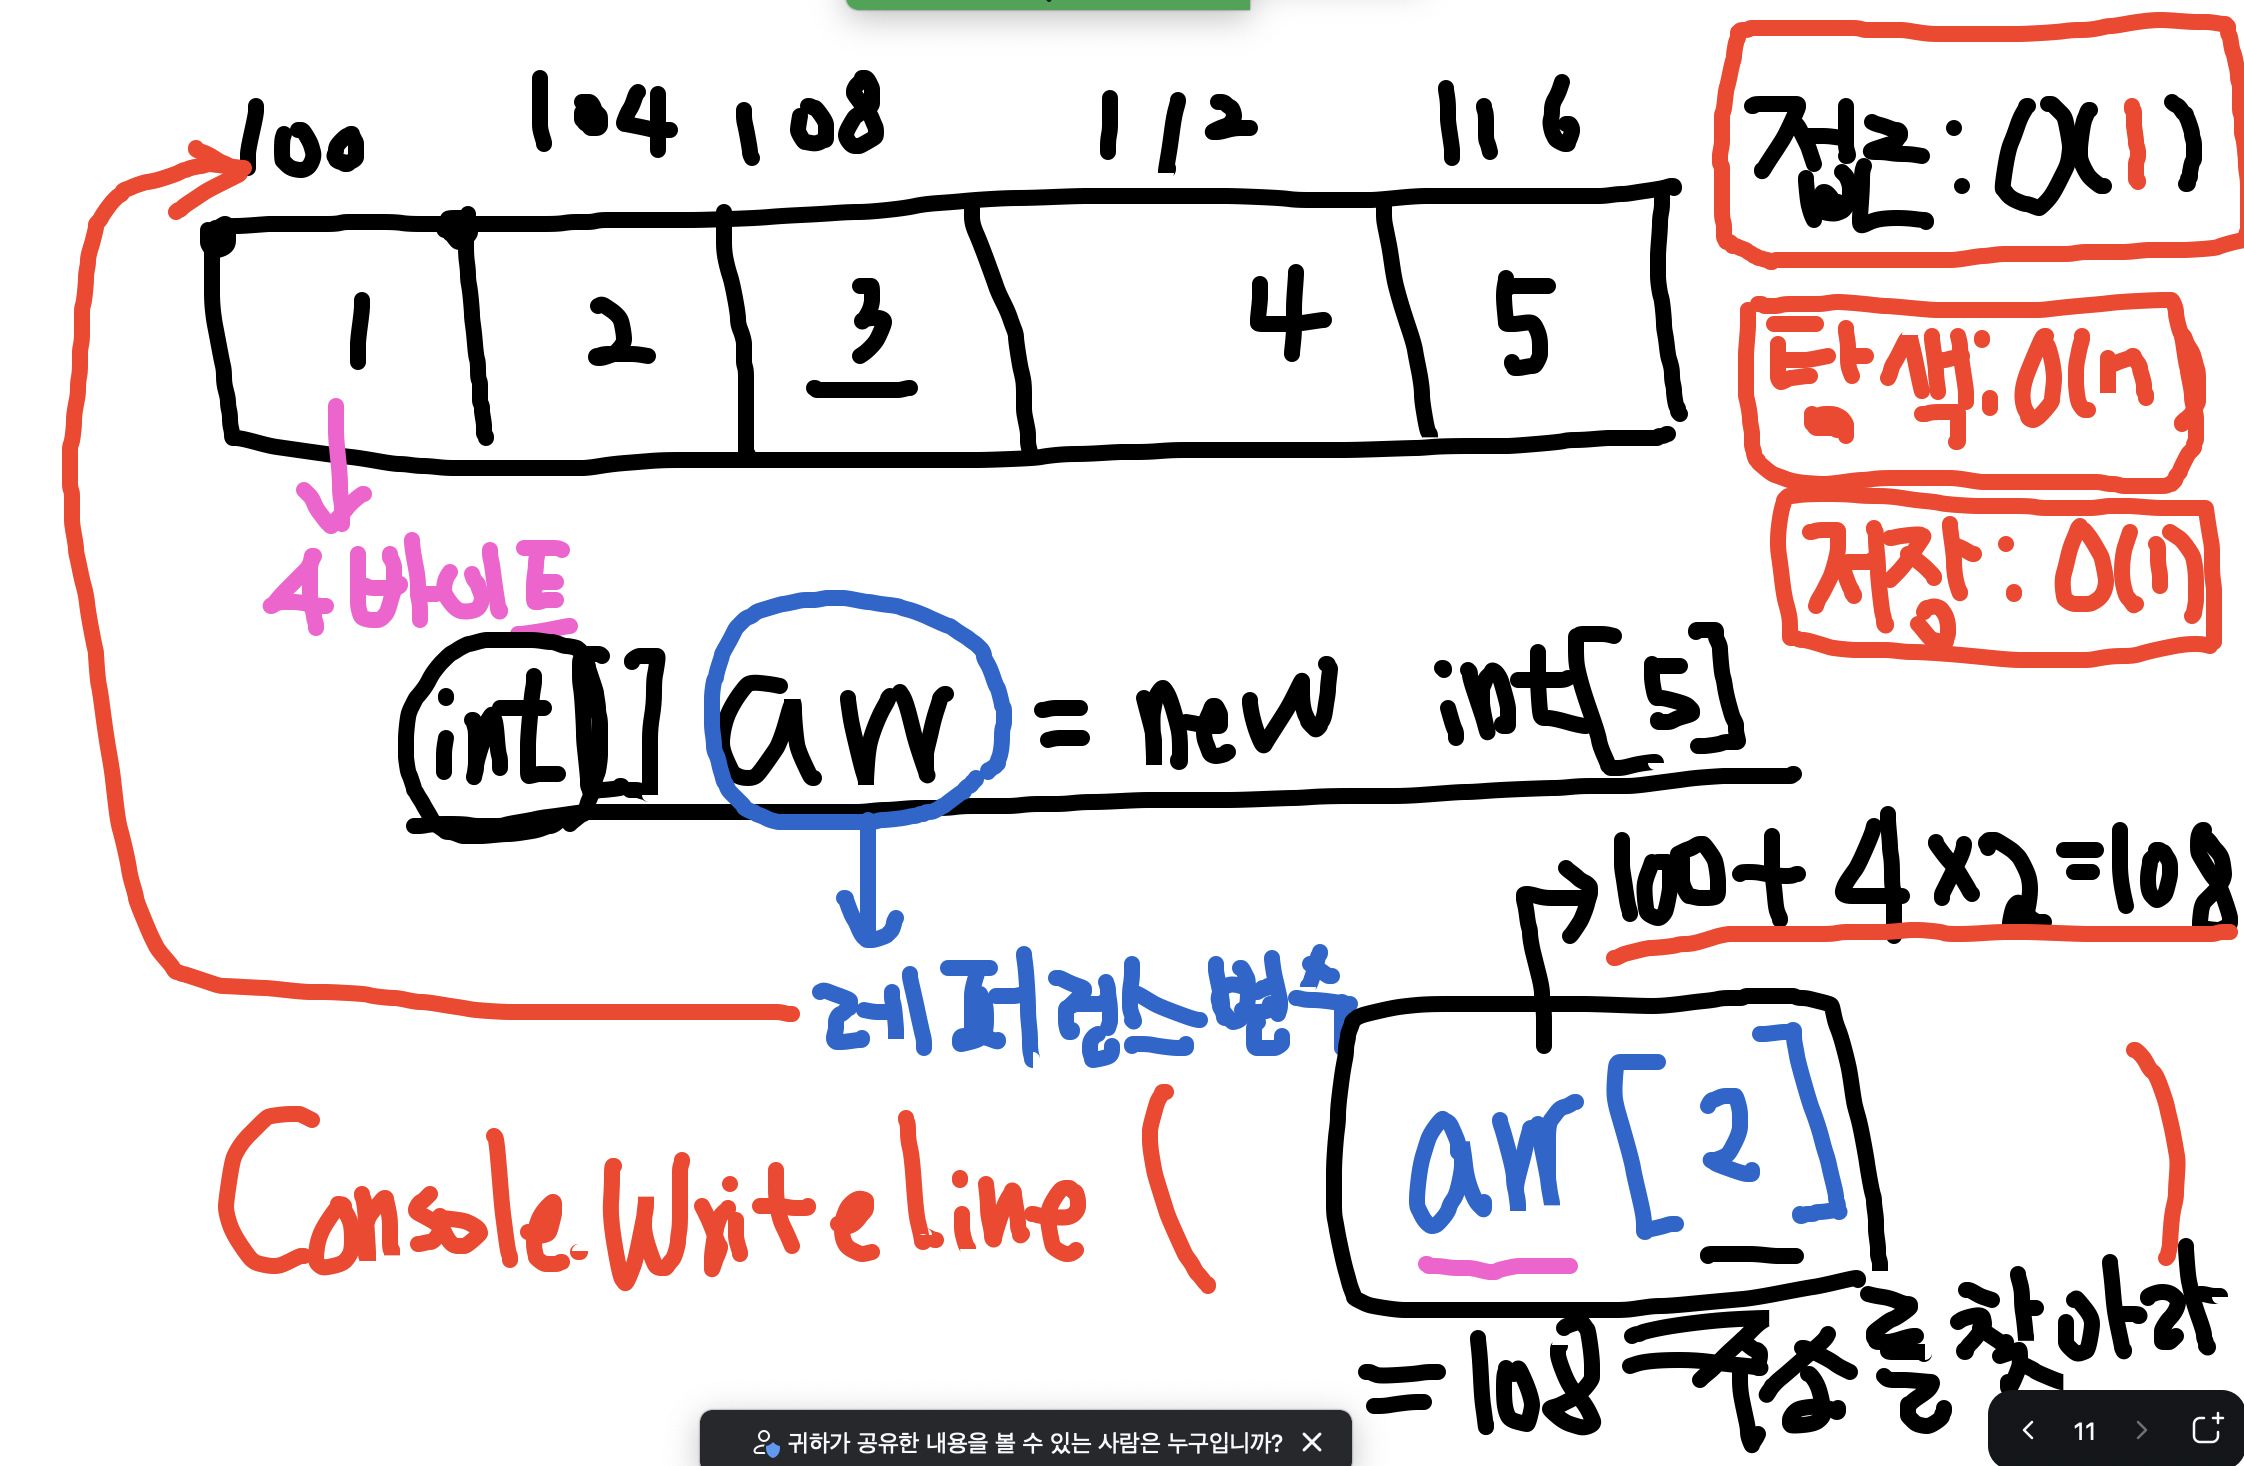 100 104 108 112 116
1 2 3 4 5
접근: O(1)
탐색: O(n)
저장: O(1)
4바이트
int[] arr = new int[5]
100+4×2=108
레퍼런스 변수
Console.WriteLine( arr[2] )
=108 주소를 찾아가
귀하가 공유한 내용을 볼 수 있는 사람은 누구입니까?
11